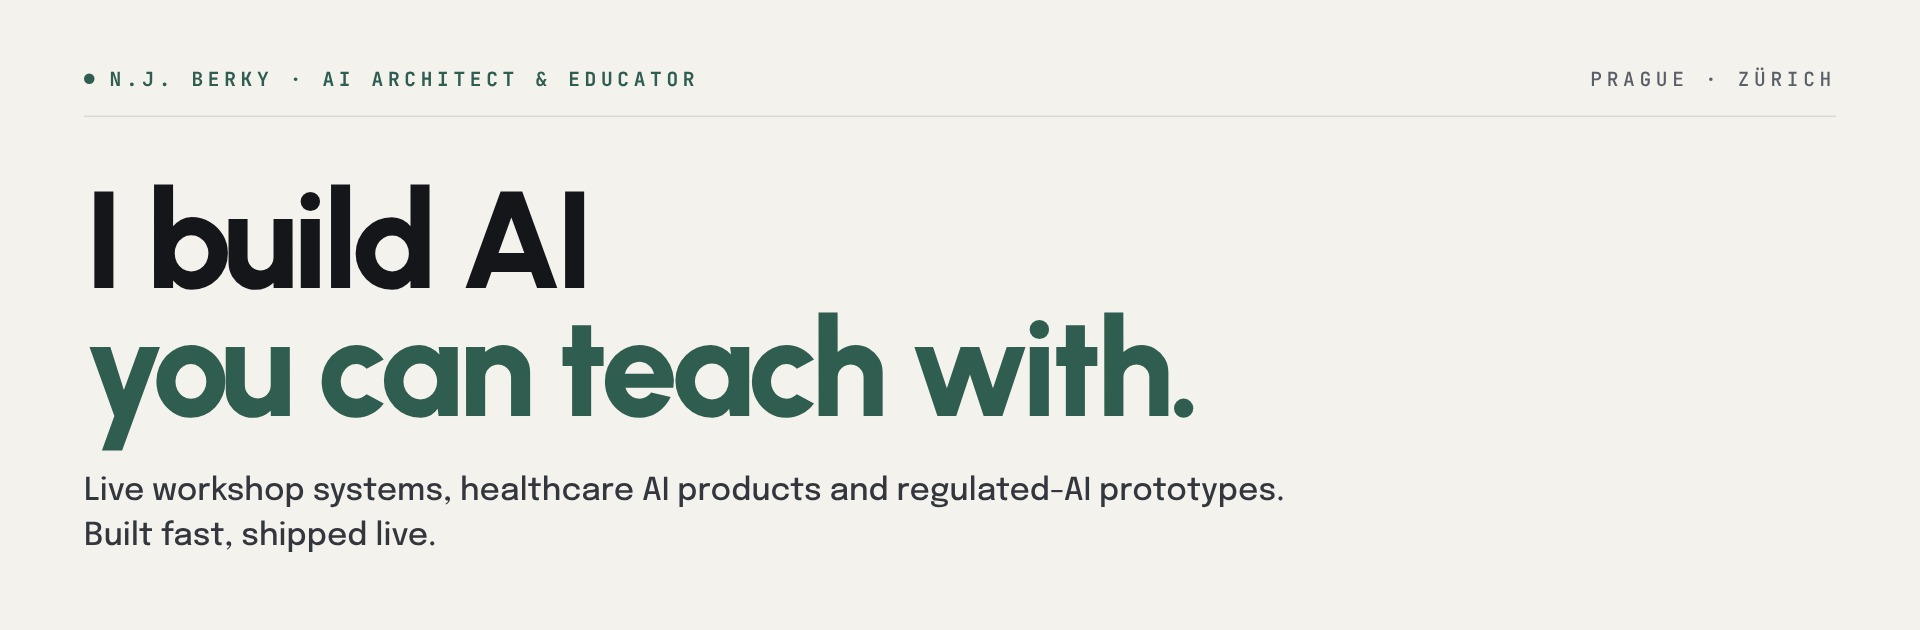 N.J. BERKY · AI ARCHITECT & EDUCATOR
PRAGUE · ZÜRICH
I build AI
you can teach with.
Live workshop systems, healthcare AI products and regulated-AI prototypes.
Built fast, shipped live.